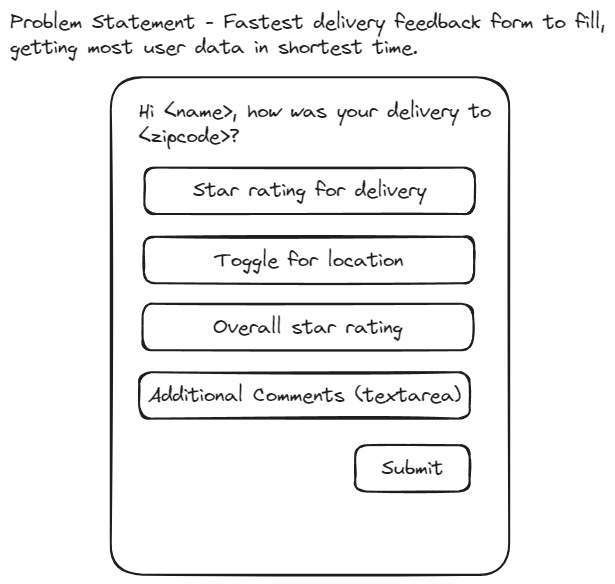 Problem Statement - Fastest delivery feedback form to fill,
getting most user data in shortest time.
Hi <name>, how was your delivery to
<zipcode>?
Star rating for delivery
Toggle for location
Overall star rating
Additional Comments (textarea)
Submit